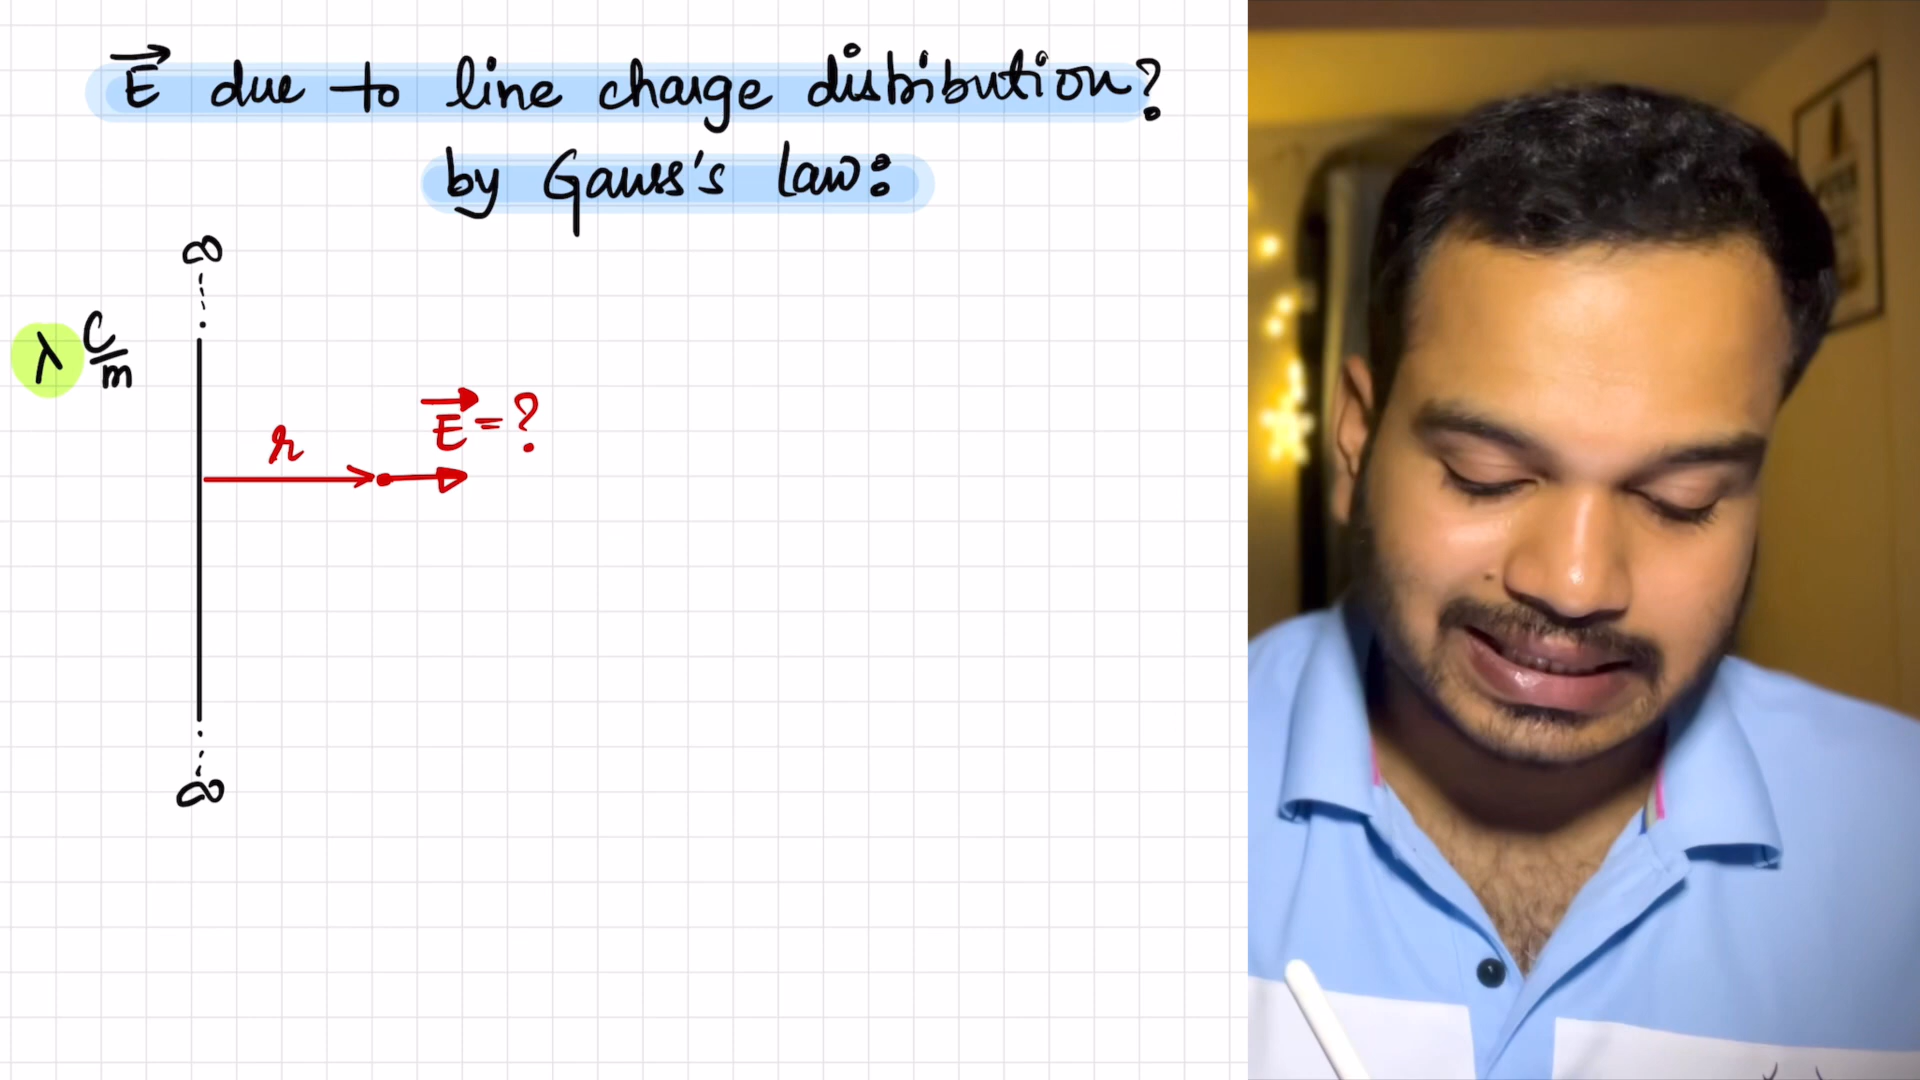 E⃗ due to line charge distribution?
by Gauss's law:
∞
λ C/m
E⃗ = ?
r
∞